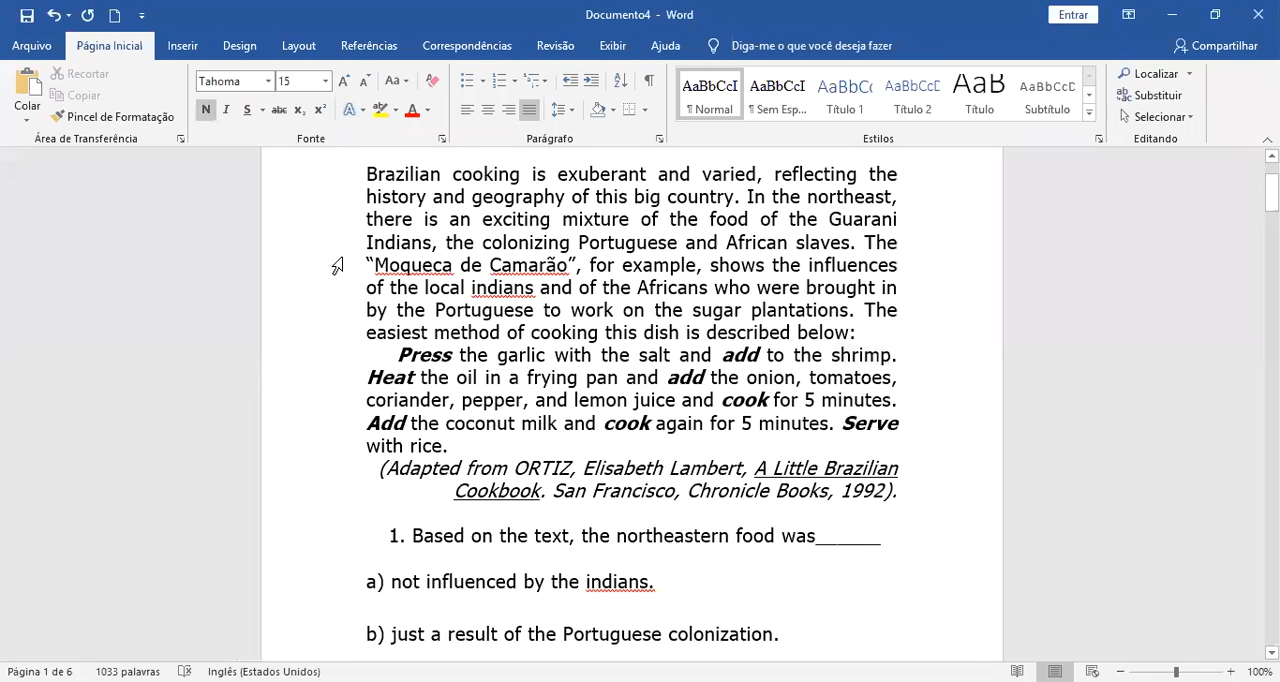 Documento4 - Word
Entrar
Arquivo Página Inicial Inserir Design Layout Referências Correspondências Revisão Exibir Ajuda Diga-me o que você deseja fazer Compartilhar
Colar
Recortar
Copiar
Pincel de Formatação
Área de Transferência
Tahoma 15
Aa
N I S abc x₂ x² A aby A
Fonte
Parágrafo
AaBbCcI AaBbCcI AaBbC AaBbCcD AaB AaBbCcD
¶ Normal ¶ Sem Esp... Título 1 Título 2 Título Subtítulo
Estilos
Localizar
Substituir
Selecionar
Editando
Brazilian cooking is exuberant and varied, reflecting the
history and geography of this big country. In the northeast,
there is an exciting mixture of the food of the Guarani
Indians, the colonizing Portuguese and African slaves. The
“Moqueca de Camarão”, for example, shows the influences
of the local indians and of the Africans who were brought in
by the Portuguese to work on the sugar plantations. The
easiest method of cooking this dish is described below:
Press the garlic with the salt and add to the shrimp.
Heat the oil in a frying pan and add the onion, tomatoes,
coriander, pepper, and lemon juice and cook for 5 minutes.
Add the coconut milk and cook again for 5 minutes. Serve
with rice.
(Adapted from ORTIZ, Elisabeth Lambert, A Little Brazilian
Cookbook. San Francisco, Chronicle Books, 1992).
1. Based on the text, the northeastern food was______
a) not influenced by the indians.
b) just a result of the Portuguese colonization.
Página 1 de 6 1033 palavras Inglês (Estados Unidos) 100%